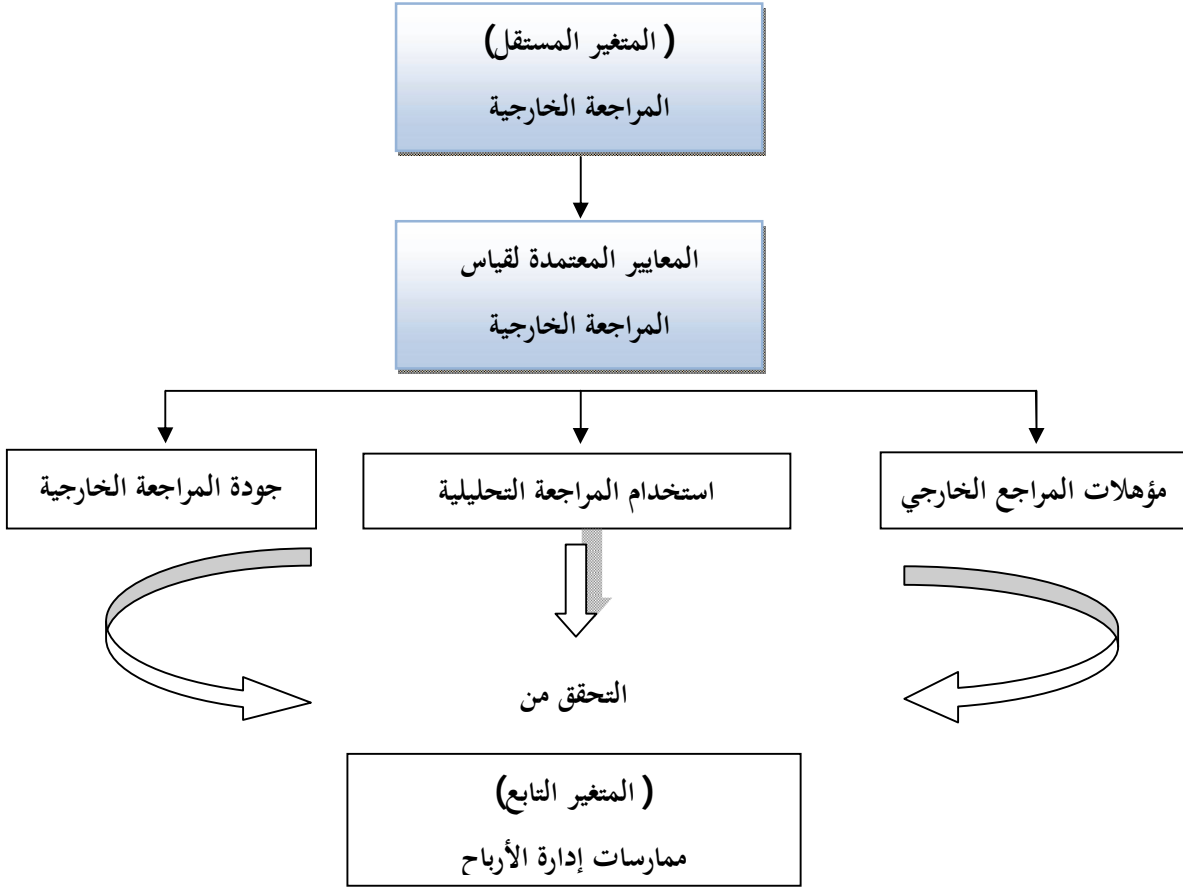 ( المتغير المستقل)
المراجعة الخارجية
المعايير المعتمدة لقياس
المراجعة الخارجية
مؤهلات المراجع الخارجي
استخدام المراجعة التحليلية
جودة المراجعة الخارجية
التحقق من
( المتغير التابع)
ممارسات إدارة الأرباح